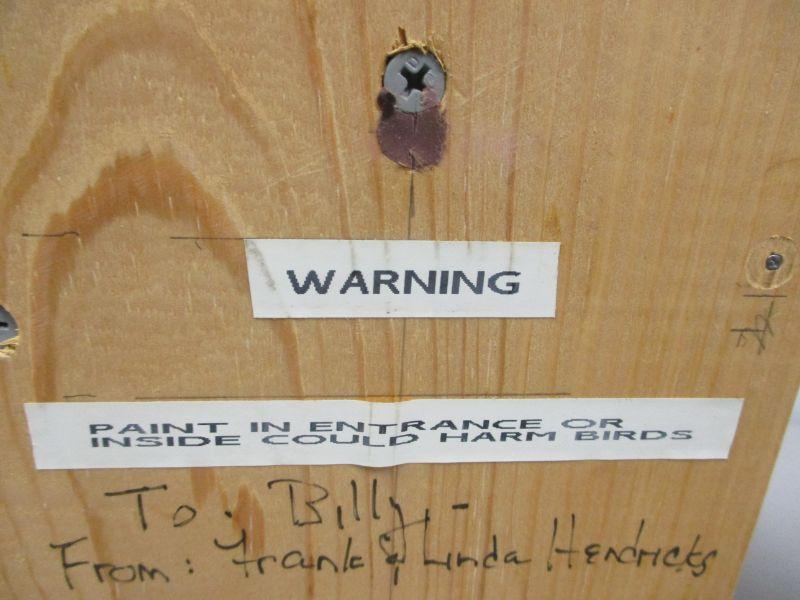 WARNING
PAINT IN ENTRANCE OR
INSIDE COULD HARM BIRDS
To: Billy, -
From: Frank & Linda Hendricks